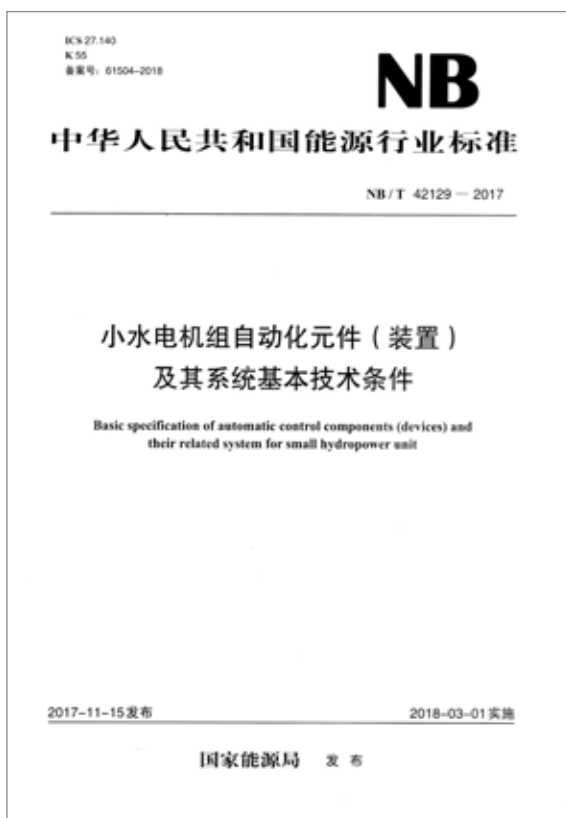 ICS 27.140
K 55
备案号：61504-2018
NB
中华人民共和国能源行业标准
NB/T 42129—2017
小水电机组自动化元件（装置）
及其系统基本技术条件
Basic specification of automatic control components (devices) and
their related system for small hydropower unit
2017-11-15发布
2018-03-01实施
国家能源局 发布